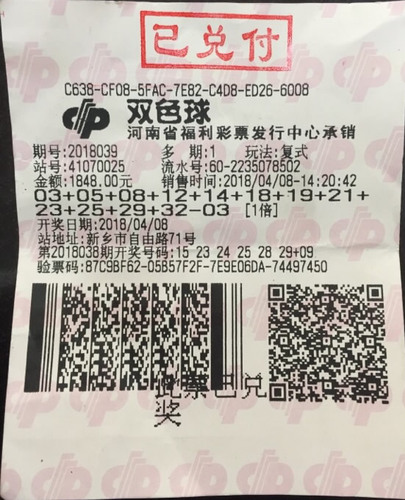 已兑付
C638-CF08-5FAC-7E82-C4D8-ED26-6008
双色球
河南省福利彩票发行中心承销
期号:2018039 多 期:1 玩法:复式
站号:41070025 流水号:60-2235078502
金额:1848.00元 销售时间:2018/04/08-14:20:42
03+05+08+12+14+18+19+21+
23+25+29+32-03 [1倍]
开奖日期:2018/04/08
站地址:新乡市自由路71号
第2018038期开奖号码:15 23 24 25 28 29+09
验票码:87C9BF62-05B57F2F-7E9E06DA-74497450
此票已兑
奖